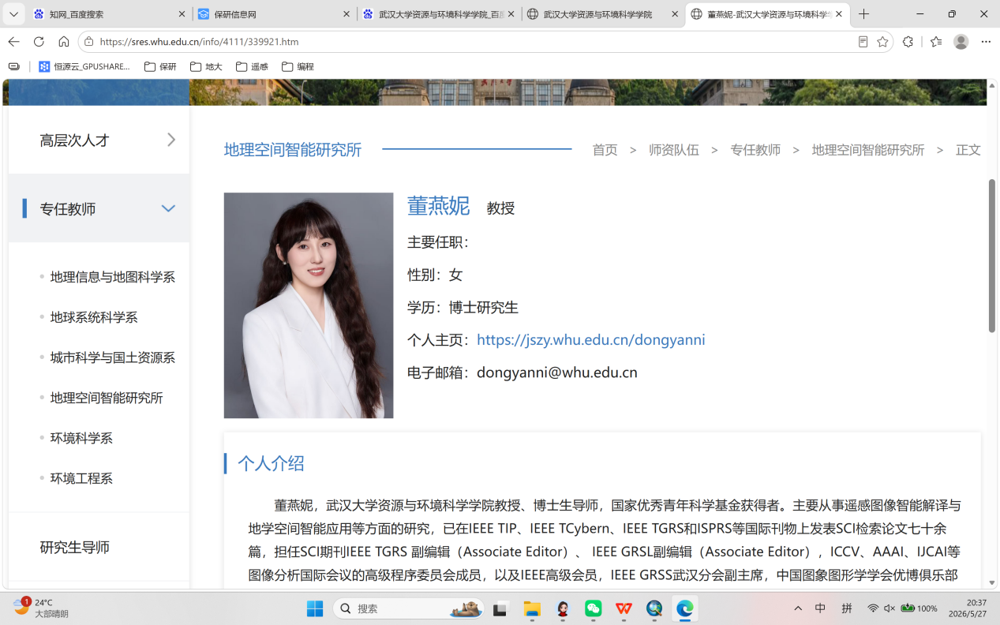 知网_百度搜索
保研信息网
武汉大学资源与环境科学学院_百
武汉大学资源与环境科学学院
董燕妮-武汉大学资源与环境科学
https://sres.whu.edu.cn/info/4111/339921.htm
恒源云_GPUSHARE...
保研
地大
遥感
编程
高层次人才
专任教师
地理信息与地图科学系
地球系统科学系
城市科学与国土资源系
地理空间智能研究所
环境科学系
环境工程系
研究生导师
地理空间智能研究所
首页 > 师资队伍 > 专任教师 > 地理空间智能研究所 > 正文
董燕妮 教授
主要任职：
性别：女
学历：博士研究生
个人主页：https://jszy.whu.edu.cn/dongyanni
电子邮箱：dongyanni@whu.edu.cn
个人介绍
董燕妮，武汉大学资源与环境科学学院教授、博士生导师，国家优秀青年科学基金获得者。主要从事遥感图像智能解译与
地学空间智能应用等方面的研究，已在IEEE TIP、IEEE TCybern、IEEE TGRS和ISPRS等国际刊物上发表SCI检索论文七十余
篇，担任SCI期刊IEEE TGRS 副编辑（Associate Editor）、 IEEE GRSL副编辑（Associate Editor），ICCV、AAAI、IJCAI等
图像分析国际会议的高级程序委员会成员，以及IEEE高级会员，IEEE GRSS武汉分会副主席，中国图象图形学学会优博俱乐部
1
24°C
大部晴朗
搜索
中
拼
100%
20:37
2026/5/27